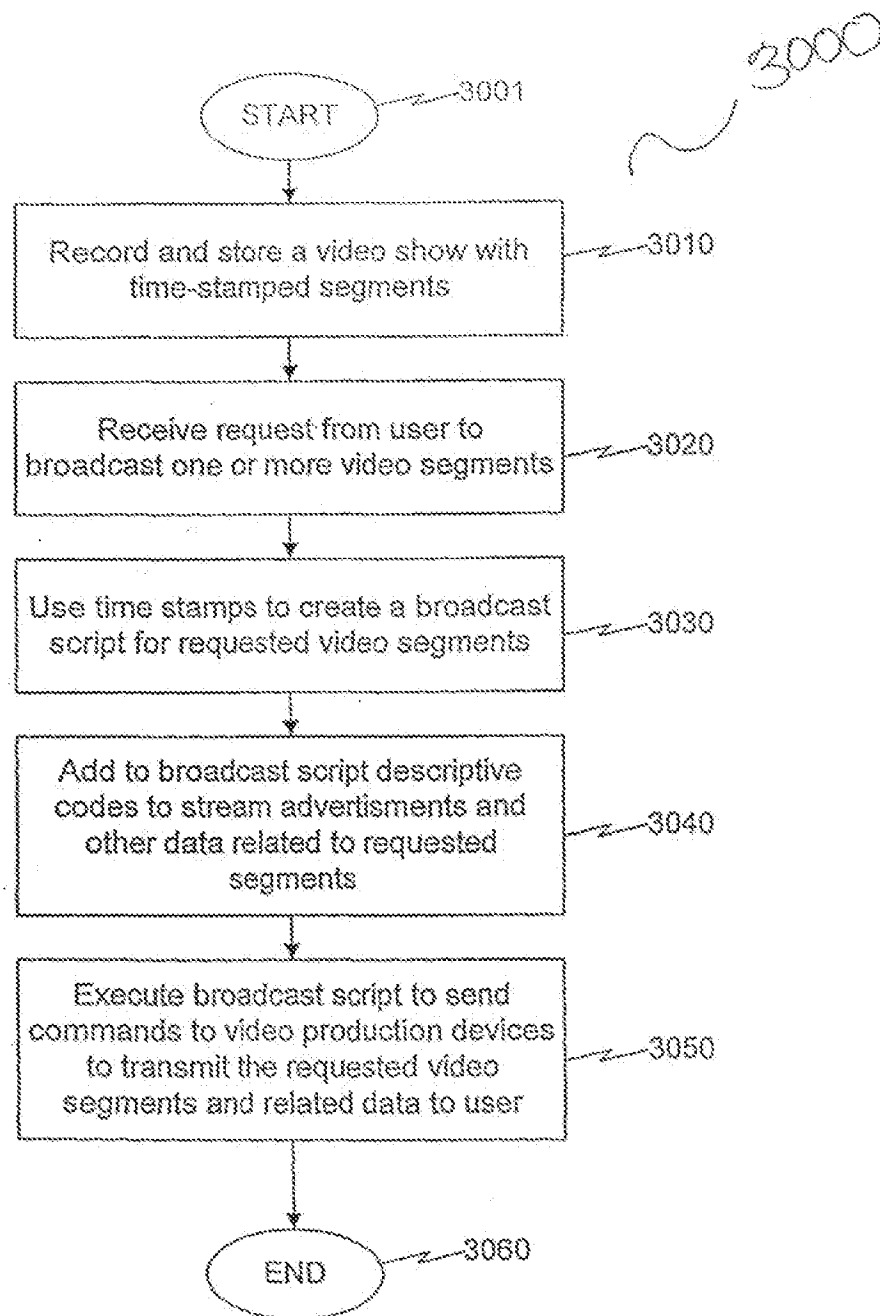 3000
START
3001
Record and store a video show with
time-stamped segments
3010
Receive request from user to
broadcast one or more video segments
3020
Use time stamps to create a broadcast
script for requested video segments
3030
Add to broadcast script descriptive
codes to stream advertisments and
other data related to requested
segments
3040
Execute broadcast script to send
commands to video production devices
to transmit the requested video
segments and related data to user
3050
END
3060